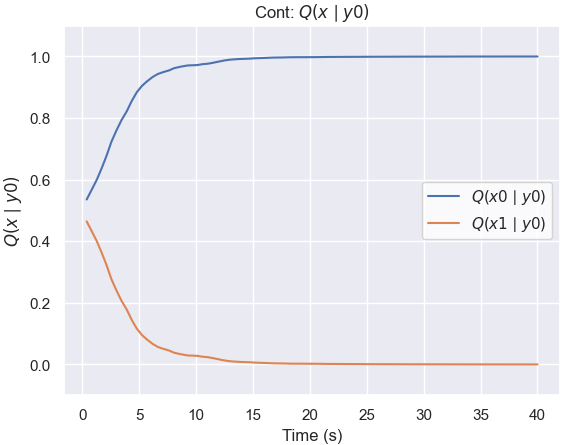 Cont: Q(x | y0)
Q(x | y0)
1.0
0.8
0.6
0.4
0.2
0.0
Q(x0 | y0)
Q(x1 | y0)
0 5 10 15 20 25 30 35 40
Time (s)